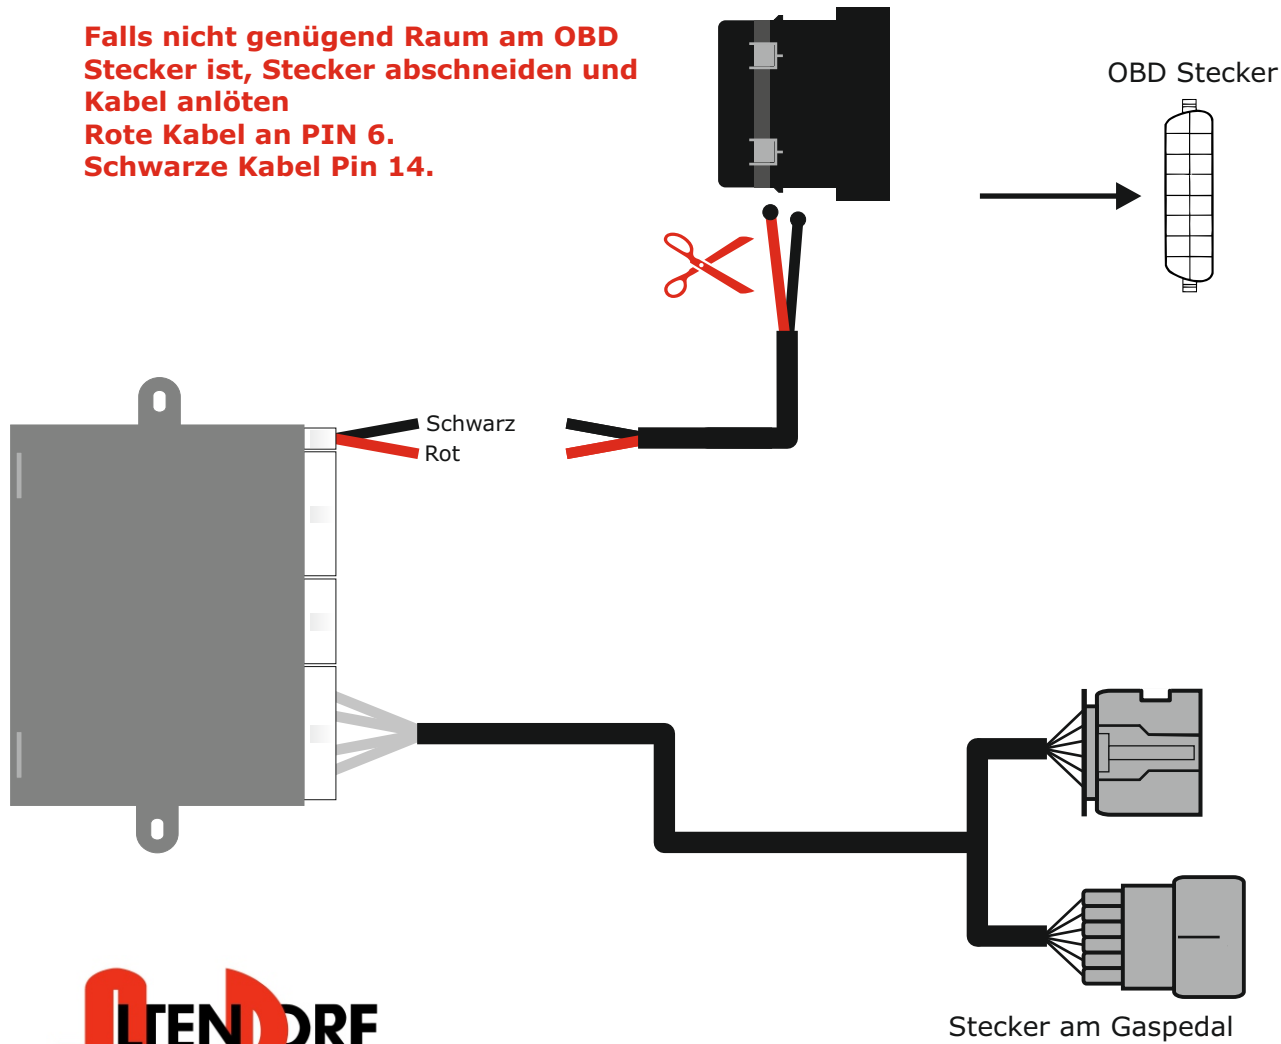 Falls nicht genügend Raum am OBD
Stecker ist, Stecker abschneiden und
Kabel anlöten
Rote Kabel an PIN 6.
Schwarze Kabel Pin 14.
OBD Stecker
Schwarz
Rot
Stecker am Gaspedal
ALTENDORF